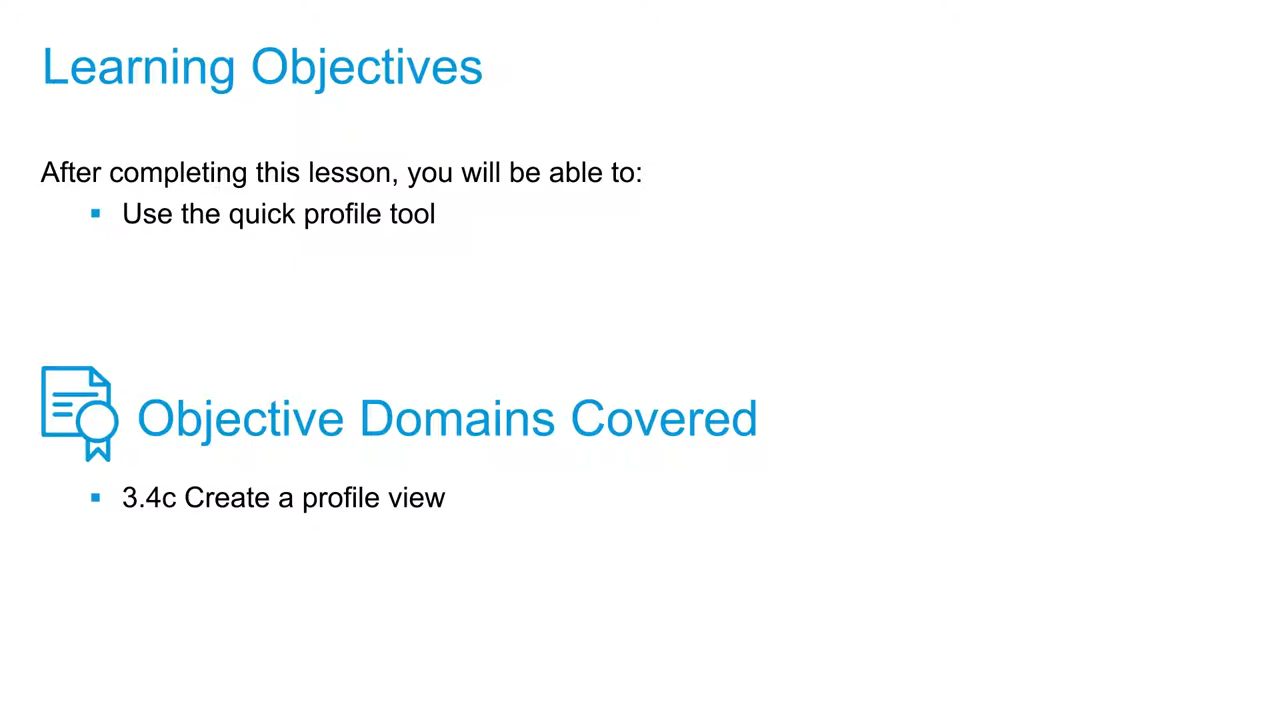 Learning Objectives
After completing this lesson, you will be able to:
▪ Use the quick profile tool
Objective Domains Covered
▪ 3.4c Create a profile view